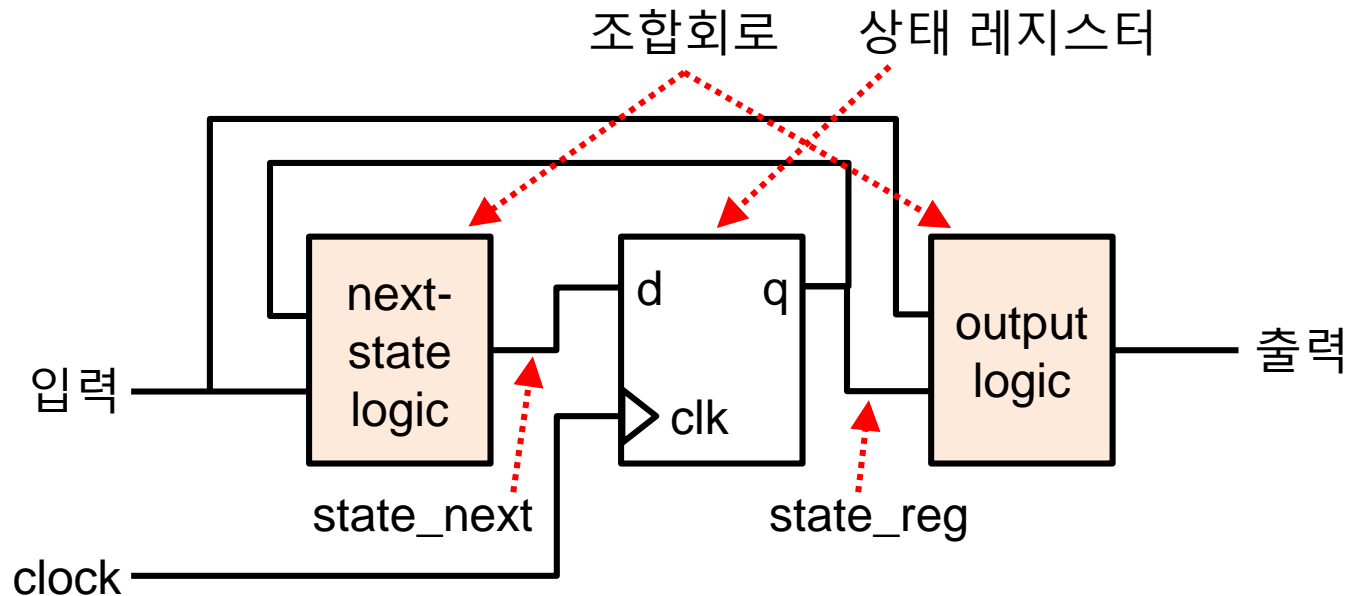 조합회로
상태 레지스터
next-
state
logic
d
q
clk
output
logic
입력
출력
state_next
state_reg
clock